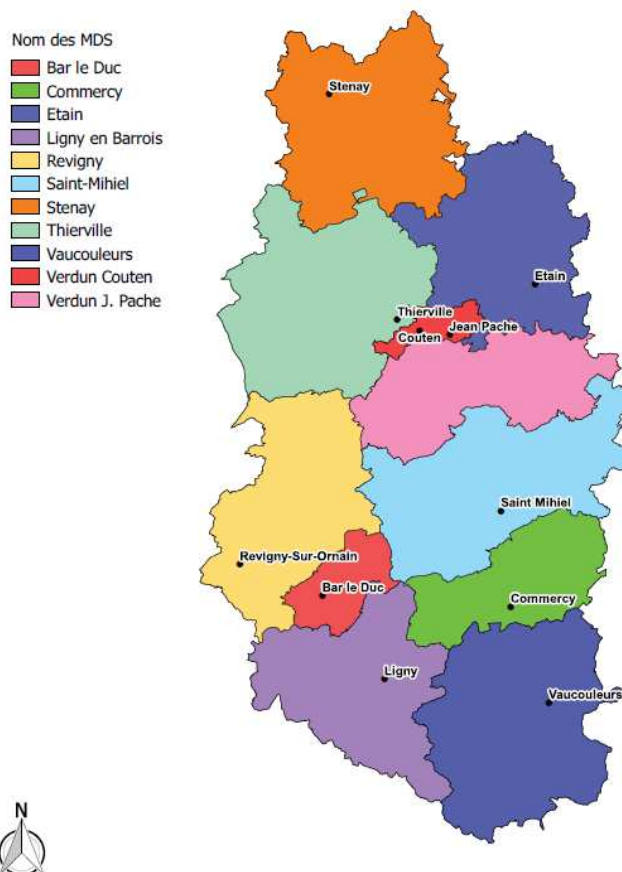 Nom des MDS
Bar le Duc
Commercy
Etain
Ligny en Barrois
Revigny
Saint-Mihiel
Stenay
Thierville
Vaucouleurs
Verdun Couten
Verdun J. Pache
Stenay
Etain
Thierville
Jean Pache
Couten
Saint Mihiel
Revigny-Sur-Ornain
Bar le Duc
Commercy
Ligny
Vaucouleurs
N